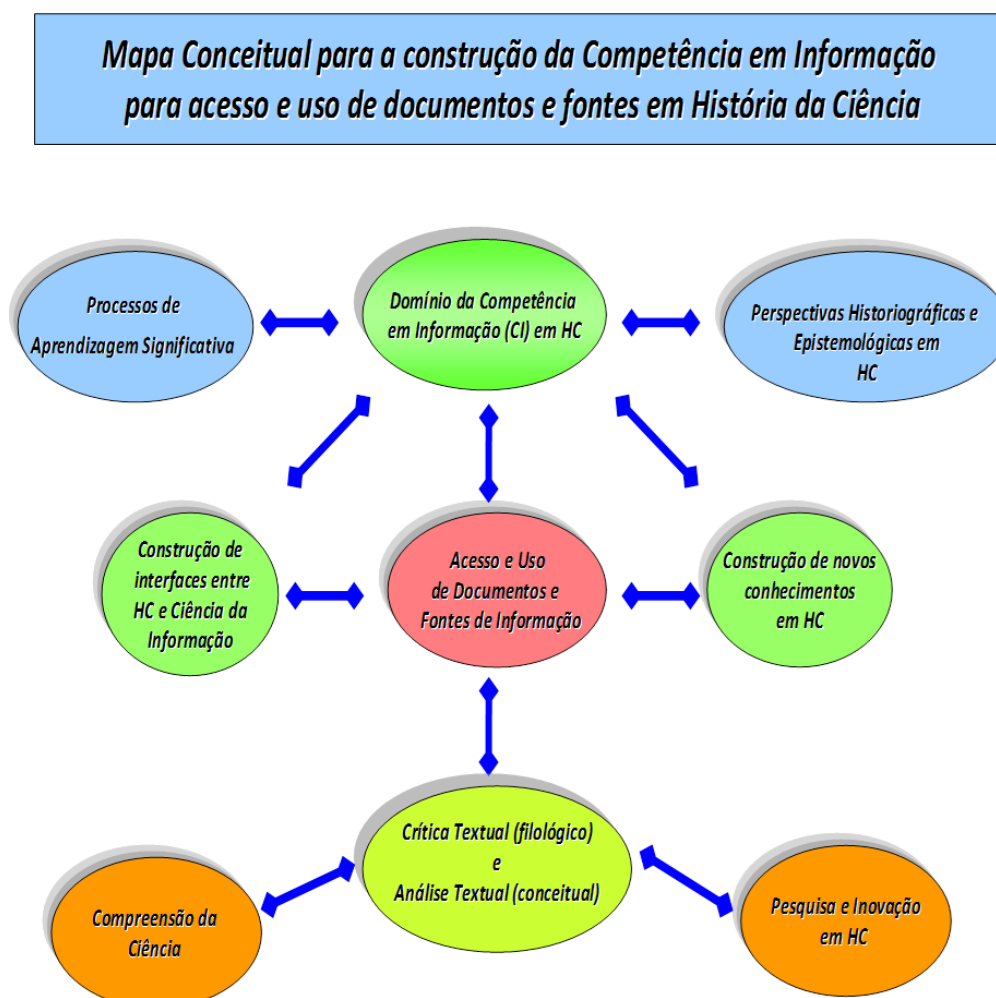 Mapa Conceitual para a construção da Competência em Informação
para acesso e uso de documentos e fontes em História da Ciência
Processos de
Aprendizagem Significativa
Domínio da Competência
em Informação (CI) em HC
Perspectivas Historiográficas e
Epistemológicas em
HC
Construção de
interfaces entre
HC e Ciência da
Informação
Acesso e Uso
de Documentos e
Fontes de Informação
Construção de novos
conhecimentos
em HC
Crítica Textual (filológico)
e
Análise Textual (conceitual)
Compreensão da
Ciência
Pesquisa e Inovação
em HC